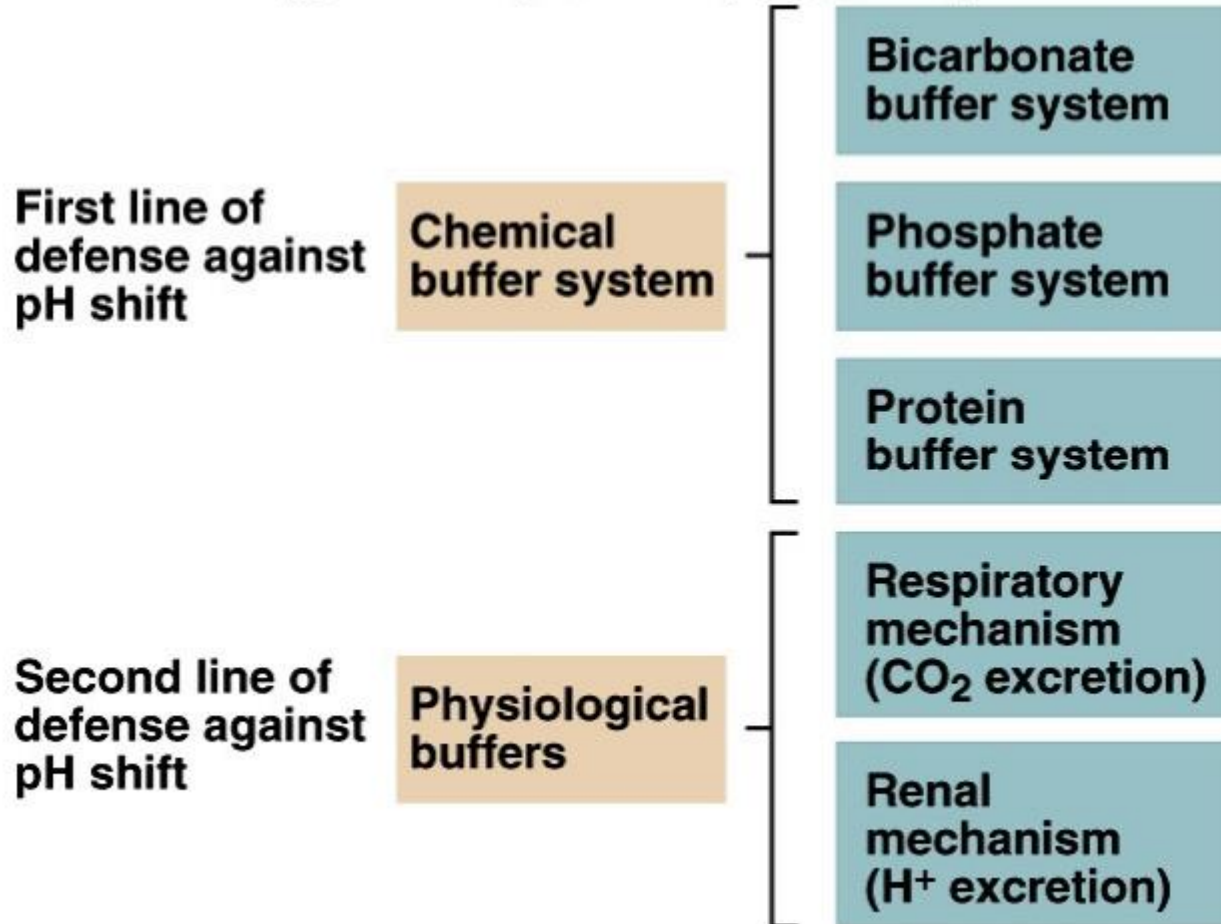 First line of
defense against
pH shift
Chemical
buffer system
Bicarbonate
buffer system
Phosphate
buffer system
Protein
buffer system
Second line of
defense against
pH shift
Physiological
buffers
Respiratory
mechanism
(CO₂ excretion)
Renal
mechanism
(H⁺ excretion)